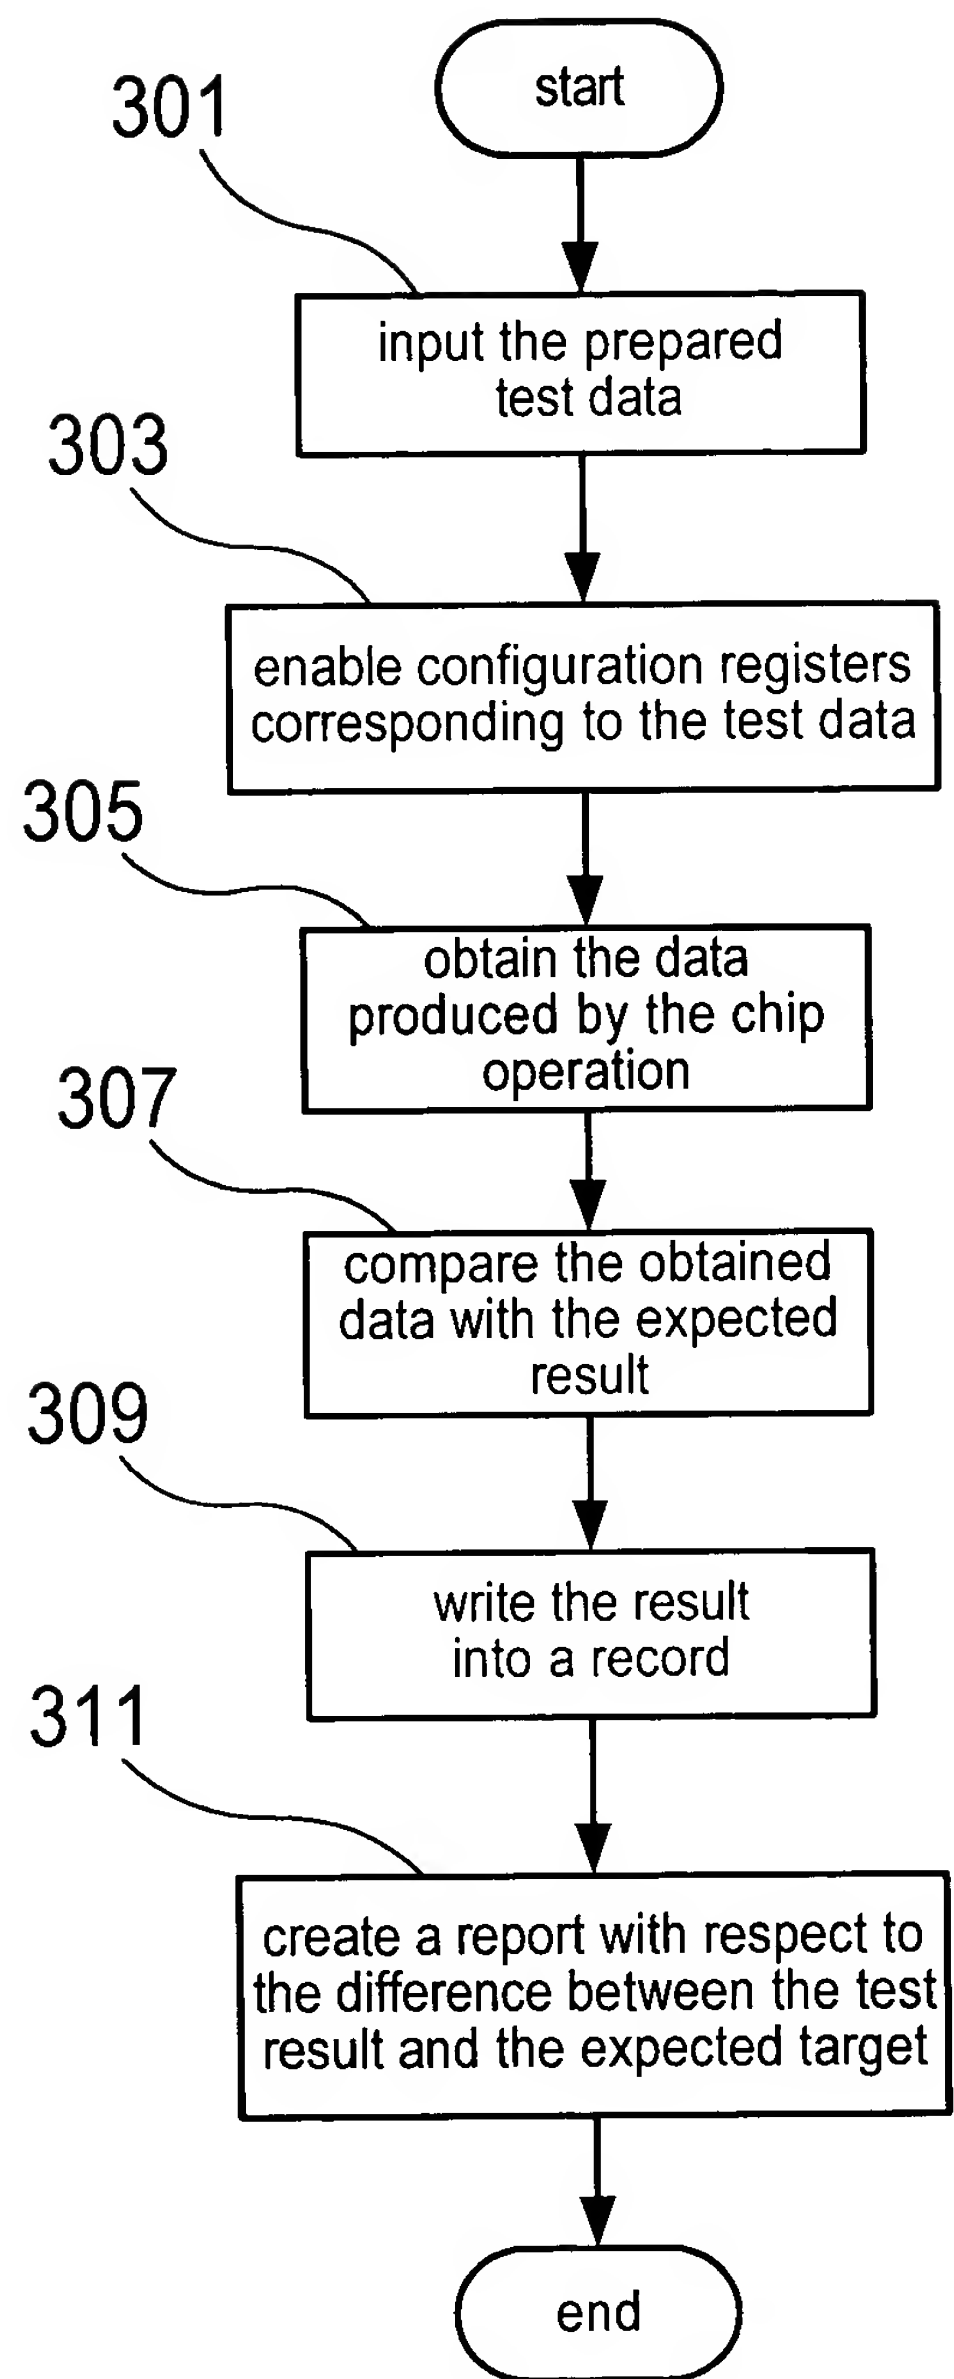 start
301
input the prepared
test data
303
enable configuration registers
corresponding to the test data
305
obtain the data
produced by the chip
operation
307
compare the obtained
data with the expected
result
309
write the result
into a record
311
create a report with respect to
the difference between the test
result and the expected target
end